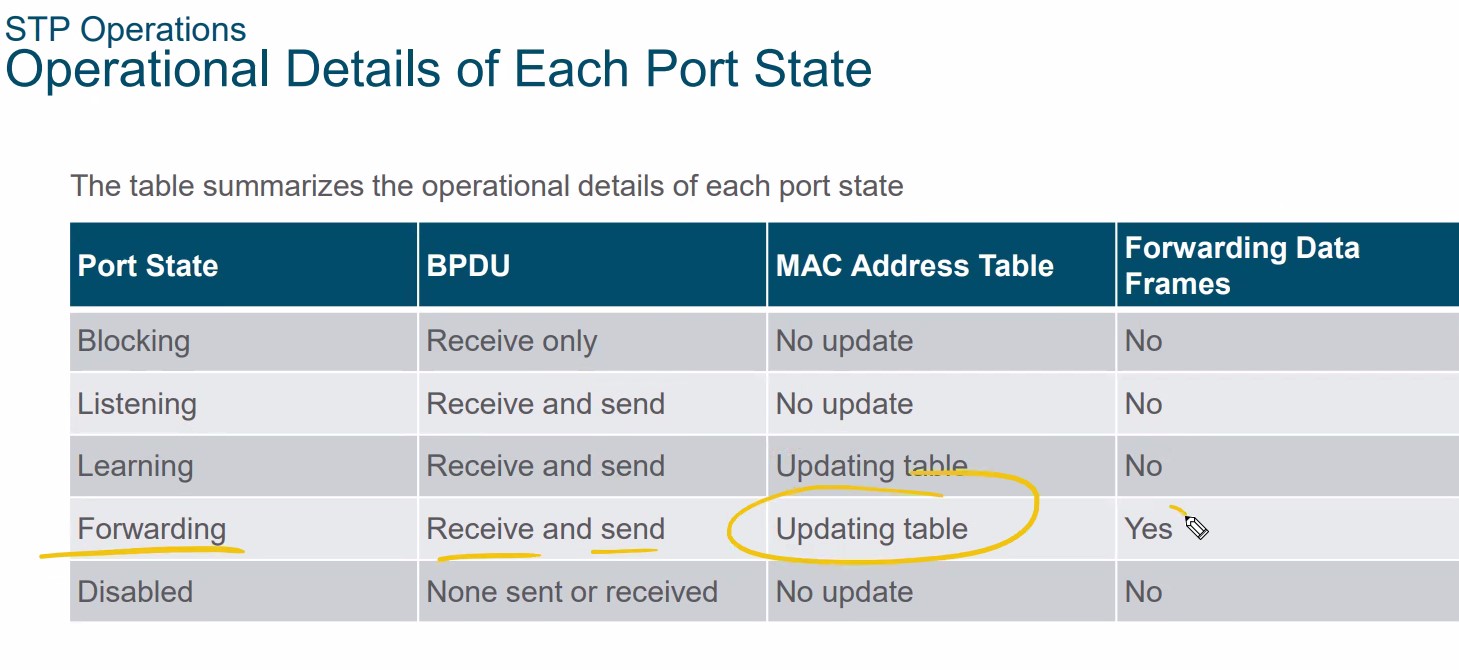 STP Operations
Operational Details of Each Port State
The table summarizes the operational details of each port state
Port State BPDU MAC Address Table Forwarding Data Frames
Blocking Receive only No update No
Listening Receive and send No update No
Learning Receive and send Updating table No
Forwarding Receive and send Updating table Yes
Disabled None sent or received No update No